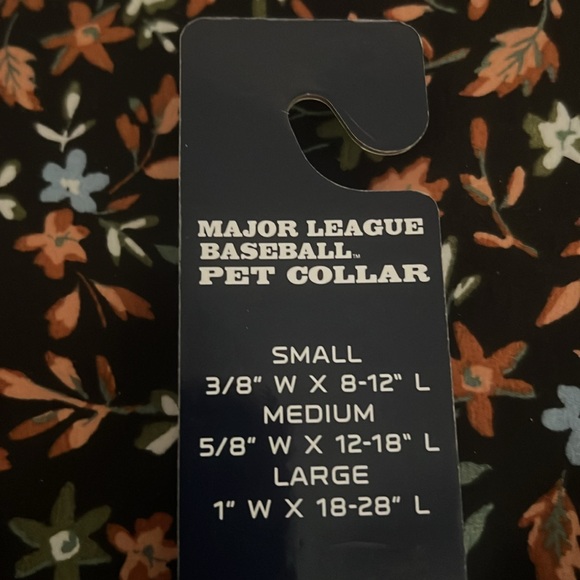 MAJOR LEAGUE
BASEBALL™
PET COLLAR
SMALL
3/8" W X 8-12" L
MEDIUM
5/8" W X 12-18" L
LARGE
1" W X 18-28" L